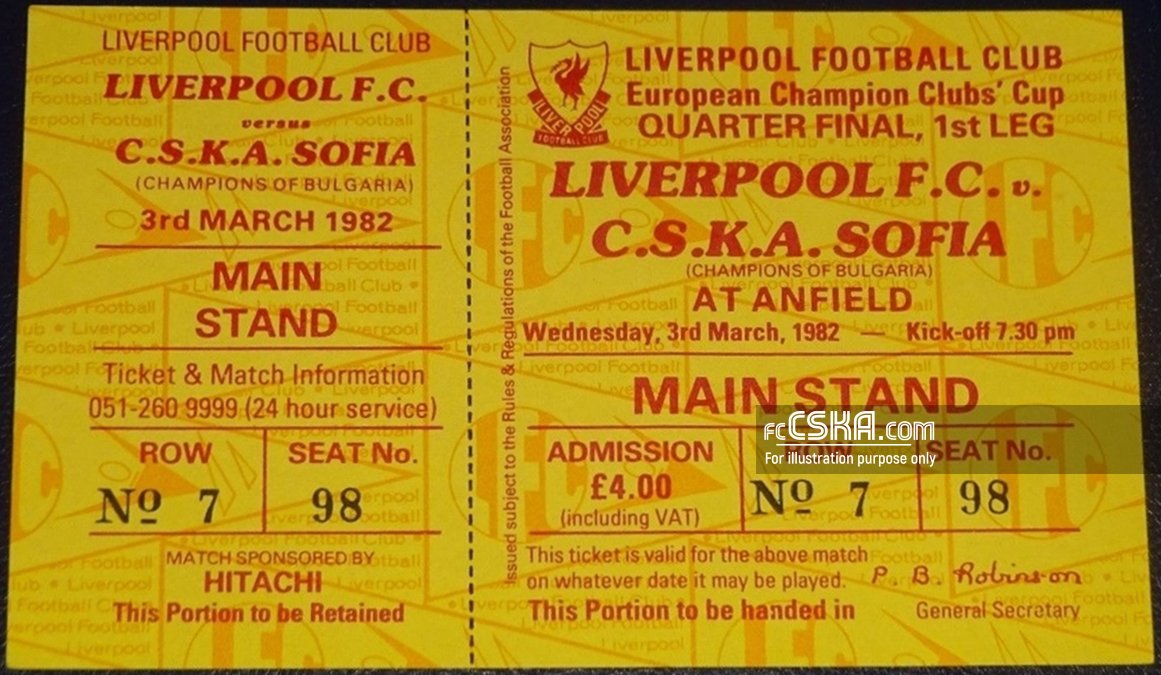 LIVERPOOL FOOTBALL CLUB
LIVERPOOL F.C.
versus
C.S.K.A. SOFIA
(CHAMPIONS OF BULGARIA)
3rd MARCH 1982
MAIN
STAND
Ticket & Match Information
051-260 9999 (24 hour service)
ROW SEAT No.
No 7 98
MATCH SPONSORED BY
HITACHI
This Portion to be Retained
Issued subject to the Rules & Regulations of the Football Association
LIVERPOOL
FOOTBALL CLUB
LIVERPOOL FOOTBALL CLUB
European Champion Clubs' Cup
QUARTER FINAL, 1st LEG
LIVERPOOL F.C. v.
C.S.K.A. SOFIA
(CHAMPIONS OF BULGARIA)
AT ANFIELD
Wednesday, 3rd March, 1982 Kick-off 7.30 pm
MAIN STAND
fcCSKA.com
For illustration purpose only
ADMISSION ROW SEAT No.
£4.00
(including VAT)
No 7 98
This ticket is valid for the above match
on whatever date it may be played. P B Robinson
This Portion to be handed in General Secretary